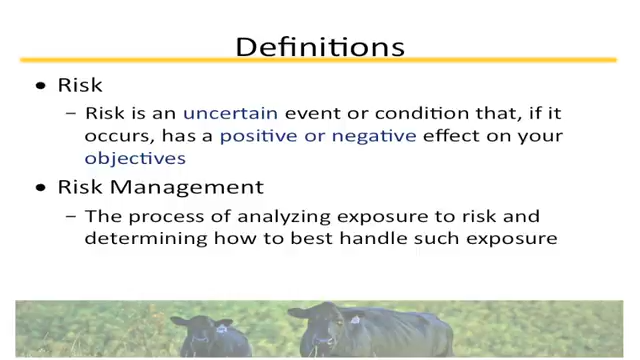 Definitions
• Risk
– Risk is an uncertain event or condition that, if it
occurs, has a positive or negative effect on your
objectives
• Risk Management
– The process of analyzing exposure to risk and
determining how to best handle such exposure